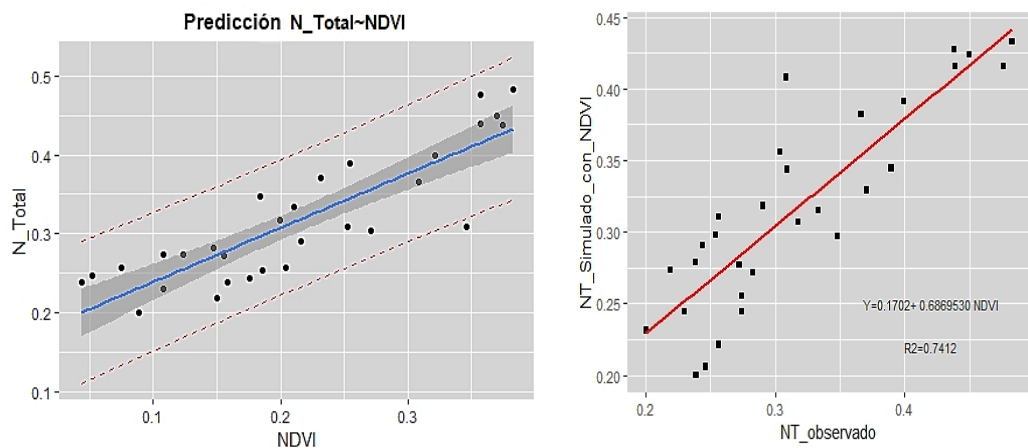 Predicción N_Total~NDVI
N_Total
0.5
0.4
0.3
0.2
0.1
0.1
0.2
0.3
NDVI
NT_Simulado_con_NDVI
0.45
0.40
0.35
0.30
0.25
0.20
Y=0.1702+ 0.6869530 NDVI
R2=0.7412
0.2
0.3
0.4
NT_observado